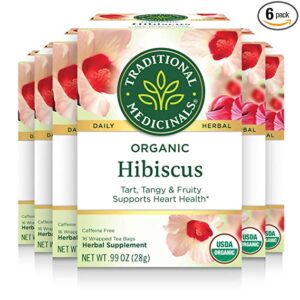 6
pack
TRADITIONAL
MEDICINALS®
DAILY
HERBAL
ORGANIC
Hibiscus
Tart, Tangy & Fruity
Supports Heart Health*
Caffeine Free
16 Wrapped Tea Bags
Herbal Supplement
NET WT .99 OZ (28g)
USDA
ORGANIC